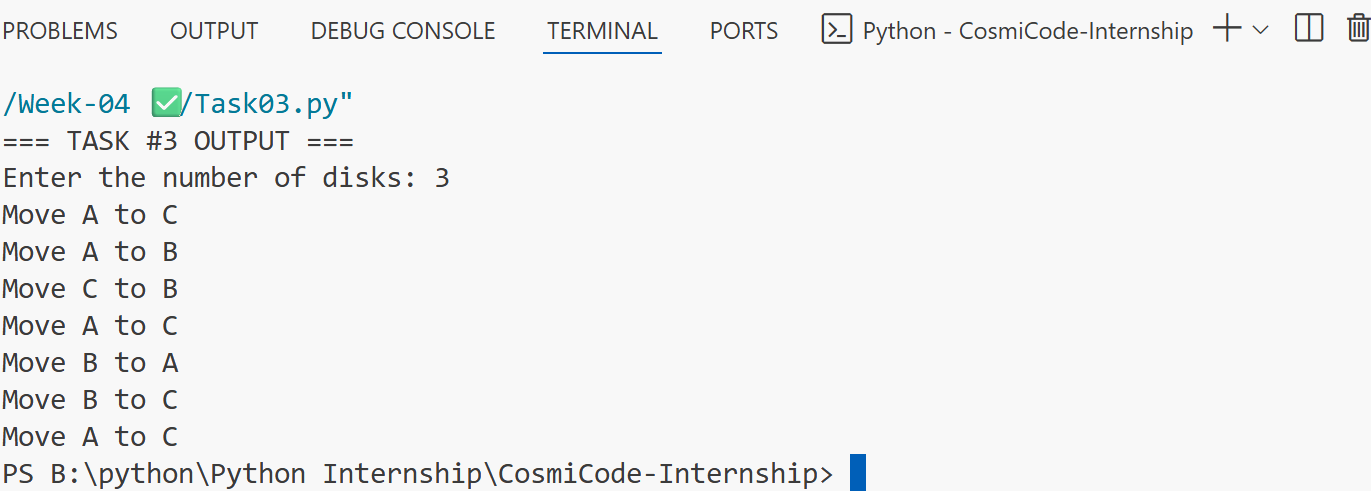 PROBLEMS OUTPUT DEBUG CONSOLE TERMINAL PORTS Python - CosmiCode-Internship
/Week-04 ✅/Task03.py"
=== TASK #3 OUTPUT ===
Enter the number of disks: 3
Move A to C
Move A to B
Move C to B
Move A to C
Move B to A
Move B to C
Move A to C
PS B:\python\Python Internship\CosmiCode-Internship>